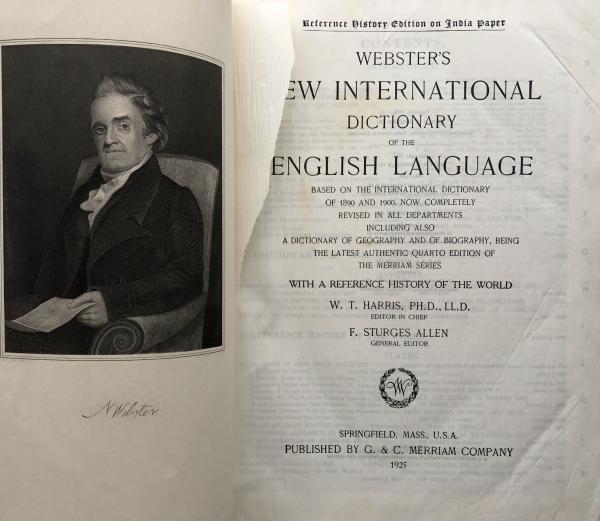 N Webster
Reference History Edition on India Paper
WEBSTER'S
EW INTERNATIONAL
DICTIONARY
OF THE
ENGLISH LANGUAGE
BASED ON THE INTERNATIONAL DICTIONARY
OF 1890 AND 1900. NOW COMPLETELY
REVISED IN ALL DEPARTMENTS
INCLUDING ALSO
A DICTIONARY OF GEOGRAPHY AND OF BIOGRAPHY, BEING
THE LATEST AUTHENTIC QUARTO EDITION OF
THE MERRIAM SERIES
WITH A REFERENCE HISTORY OF THE WORLD
W. T. HARRIS, PH.D., LL.D.
EDITOR IN CHIEF
F. STURGES ALLEN
GENERAL EDITOR
W
SPRINGFIELD, MASS., U.S.A.
PUBLISHED BY G. & C. MERRIAM COMPANY
1925